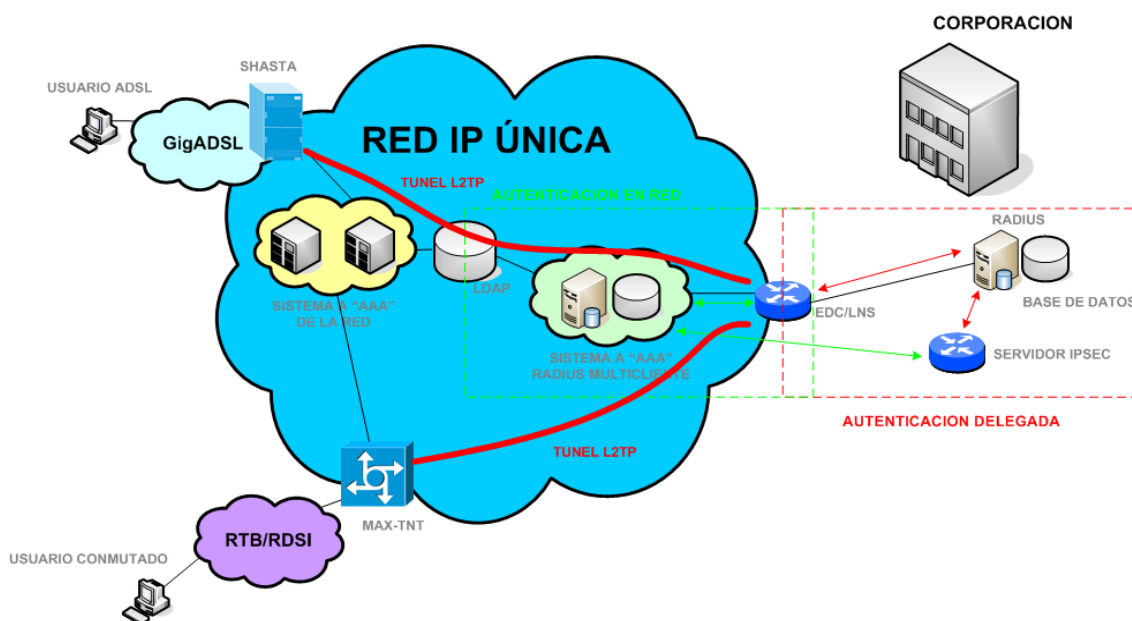 CORPORACION
SHASTA
USUARIO ADSL
GigADSL
RED IP ÚNICA
TUNEL L2TP
AUTENTICACION EN RED
RADIUS
LDAP
BASE DE DATOS
SISTEMA A “AAA”
DE LA RED
EDC/LNS
SISTEMA A “AAA”
RADIUS MULTICLIENTE
SERVIDOR IPSEC
AUTENTICACION DELEGADA
TUNEL L2TP
MAX-TNT
RTB/RDSI
USUARIO CONMUTADO